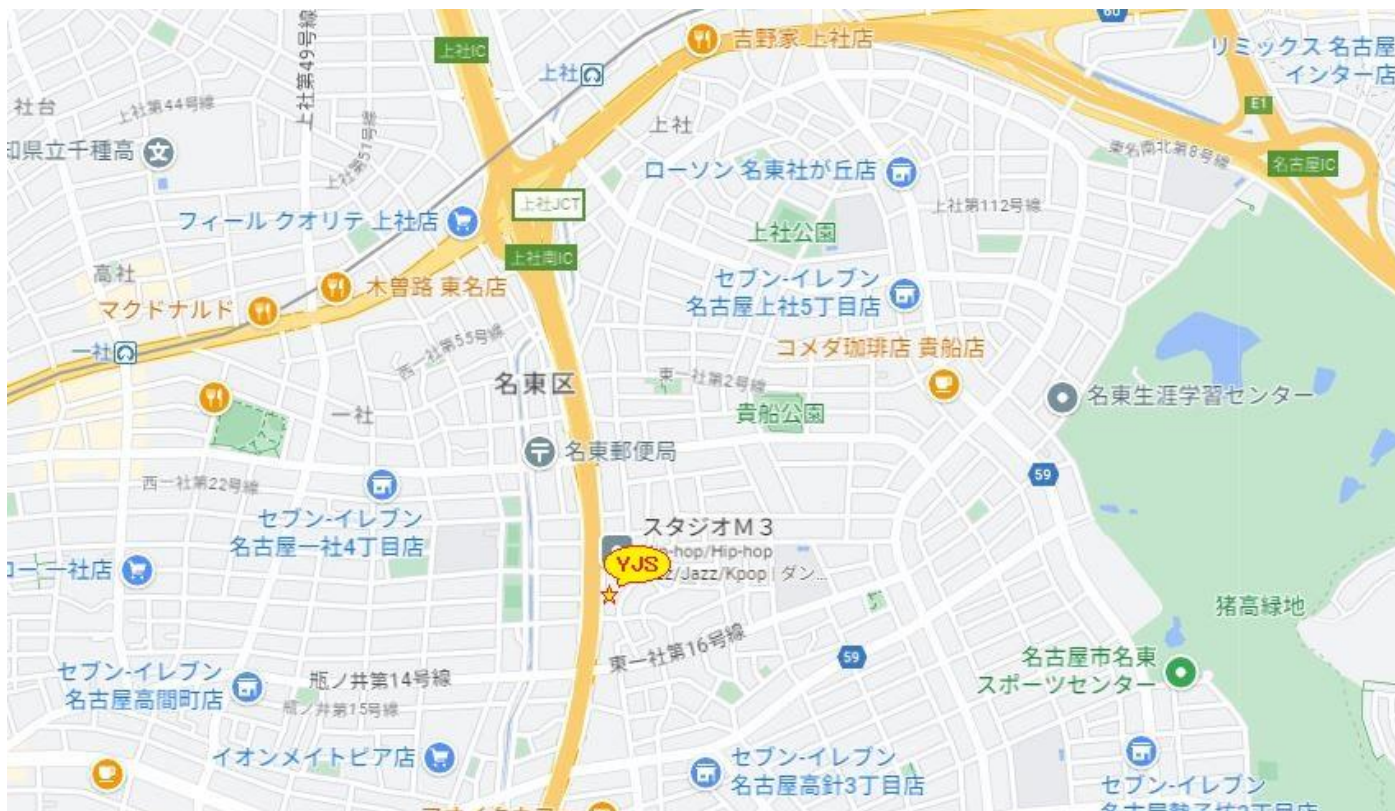 60
上社IC
吉野家 上社店
リミックス 名古屋
インター店
上社第49号線
上社
社台
上社第44号線
E1
上社
上社第51号線
知県立千種高
東名南北第8号線
名古屋IC
ローソン 名東社が丘店
上社JCT
上社第112号線
フィール クオリテ 上社店
上社公園
上社南IC
高社
木曽路 東名店
セブン-イレブン
名古屋上社5丁目店
マクドナルド
一社
西一社第55号線
コメダ珈琲店 貴船店
名東区
東一社第2号線
名東生涯学習センター
一社
貴船公園
名東郵便局
59
西一社第22号線
セブン-イレブン
名古屋一社4丁目店
スタジオM3
hop/Hip-hop
YJS
/Jazz/Kpop | ダン...
一社店
猪高緑地
東一社第16号線
59
名古屋市名東
スポーツセンター
セブン-イレブン
名古屋高間町店
瓶ノ井第14号線
瓶ノ井第15号線
イオンメイトピア店
セブン-イレブン
名古屋高針3丁目店
セブン-イレブン